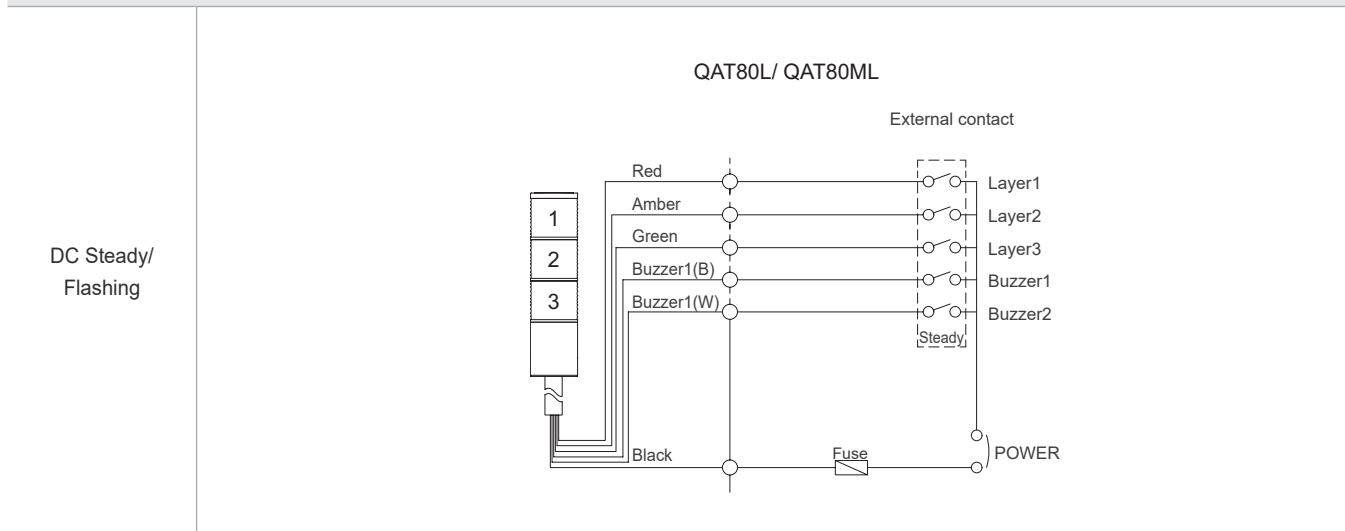 QAT80L/ QAT80ML
External contact
DC Steady/
Flashing
1
2
3
Red
Amber
Green
Buzzer1(B)
Buzzer1(W)
Black
Layer1
Layer2
Layer3
Buzzer1
Buzzer2
Steady
Fuse
POWER